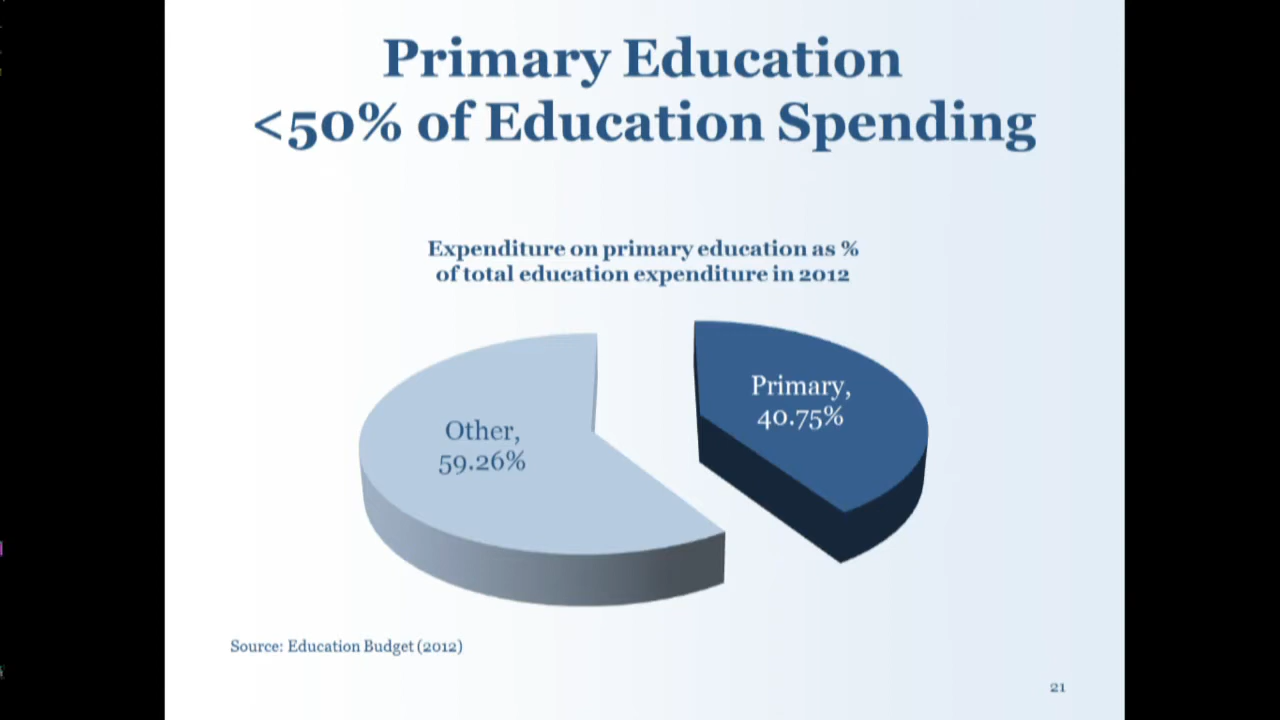 Primary Education
<50% of Education Spending
Expenditure on primary education as %
of total education expenditure in 2012
Primary,
40.75%
Other,
59.26%
Source: Education Budget (2012)
21